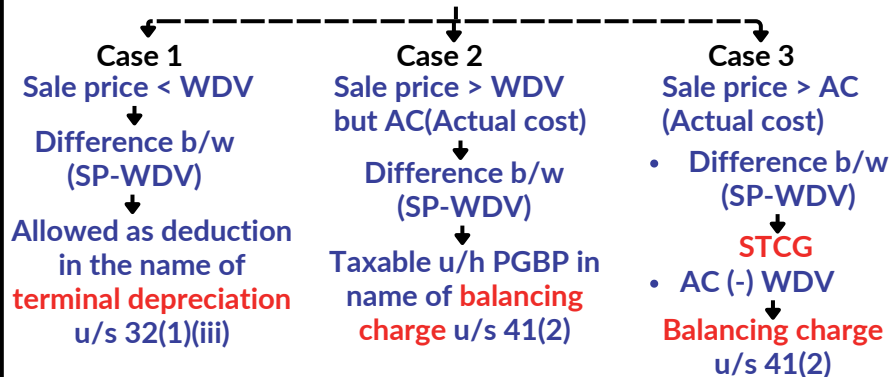 Case 1
Sale price < WDV
Difference b/w
(SP-WDV)
Allowed as deduction
in the name of
terminal depreciation
u/s 32(1)(iii)
Case 2
Sale price > WDV
but AC(Actual cost)
Difference b/w
(SP-WDV)
Taxable u/h PGBP in
name of balancing
charge u/s 41(2)
Case 3
Sale price > AC
(Actual cost)
• Difference b/w
(SP-WDV)
STCG
• AC (-) WDV
Balancing charge
u/s 41(2)